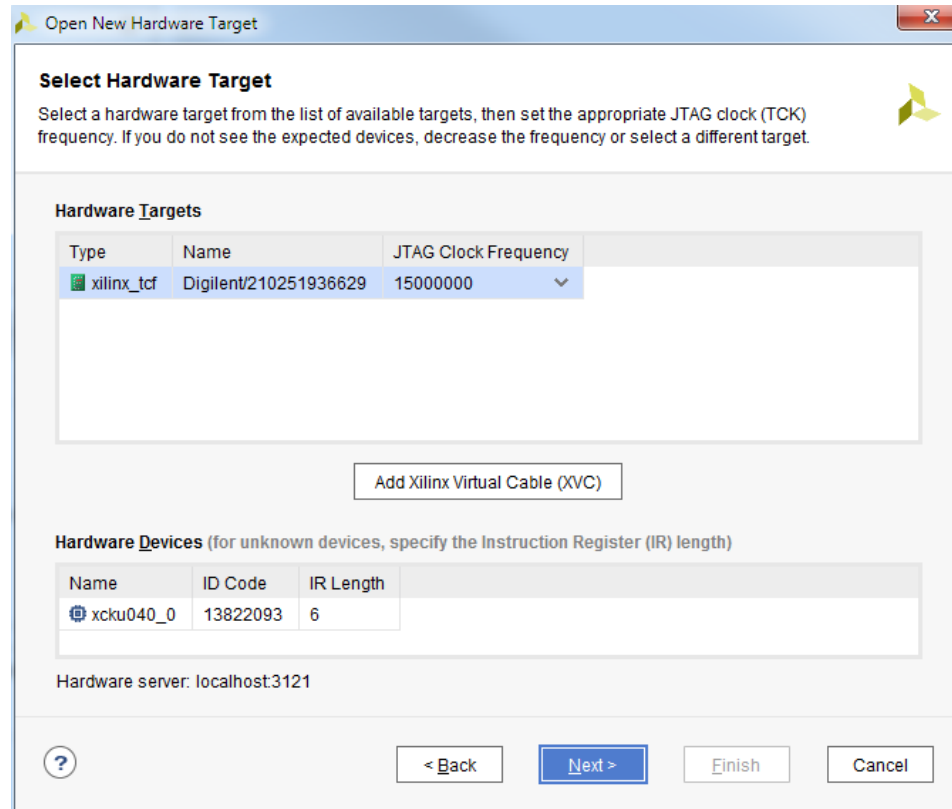 Open New Hardware Target
Select Hardware Target
Select a hardware target from the list of available targets, then set the appropriate JTAG clock (TCK)
frequency. If you do not see the expected devices, decrease the frequency or select a different target.
Hardware Targets
Type Name JTAG Clock Frequency
xilinx_tcf Digilent/210251936629 15000000
Add Xilinx Virtual Cable (XVC)
Hardware Devices (for unknown devices, specify the Instruction Register (IR) length)
Name ID Code IR Length
xcku040_0 13822093 6
Hardware server: localhost:3121
? < Back Next > Finish Cancel